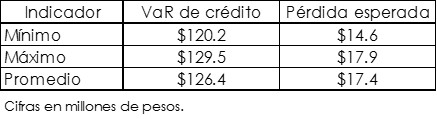 Indicador VaR de crédito Pérdida esperada
Mínimo $120.2 $14.6
Máximo $129.5 $17.9
Promedio $126.4 $17.4
Cifras en millones de pesos.